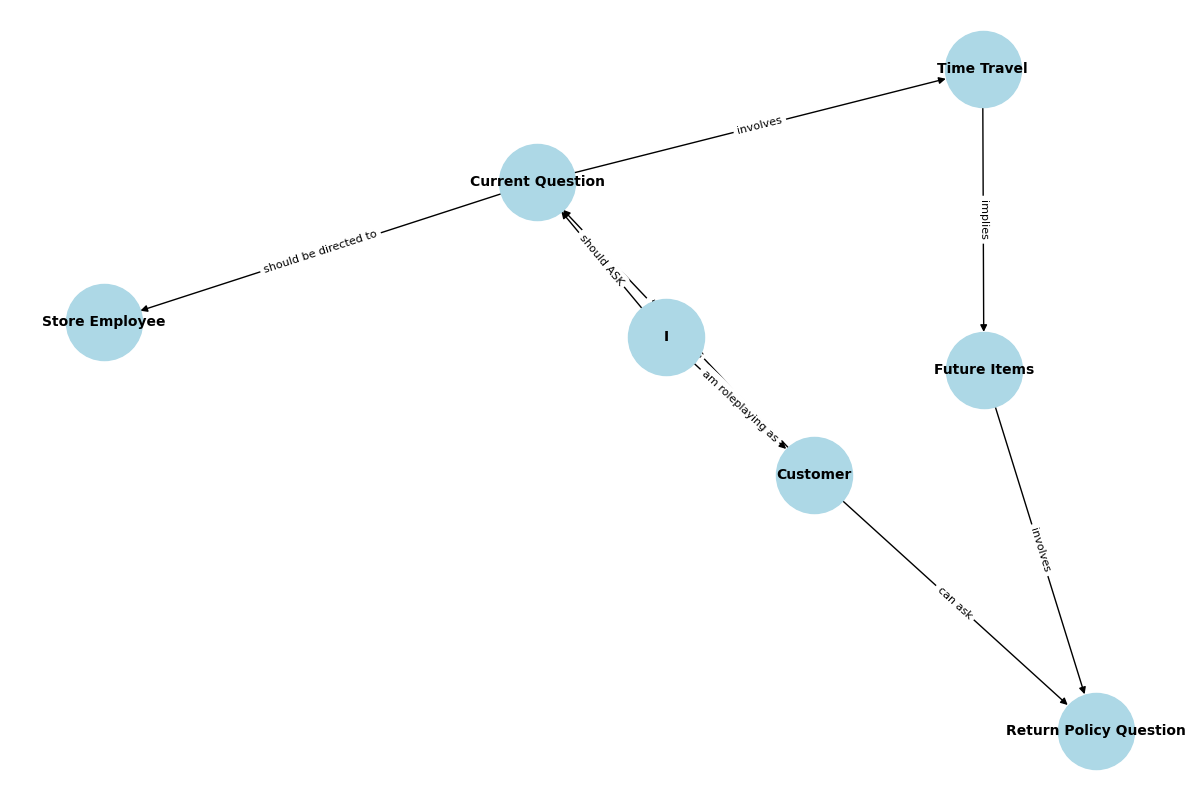 Time Travel
involves
Current Question
implies
should be directed to
should ASK
Store Employee
I
Future Items
am roleplaying as
Customer
involves
can ask
Return Policy Question